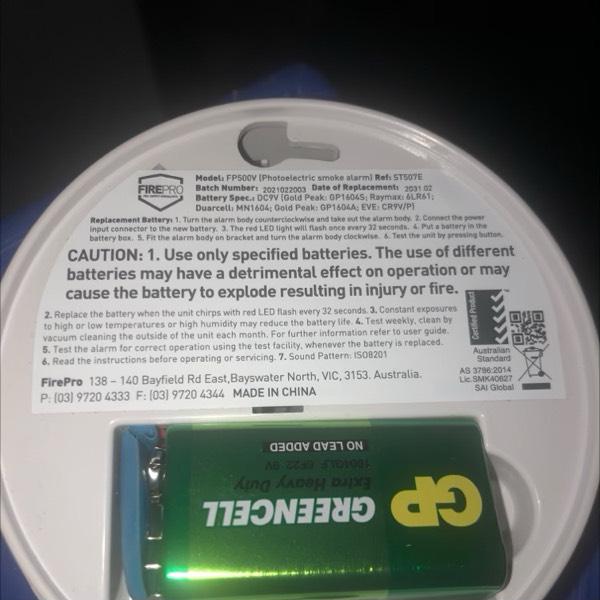 FIREPRO
Model: FP500V (Photoelectric smoke alarm) Ref: ST507E
Batch Number: 2021022003 Date of Replacement: 2031.02
Battery Spec.: DC9V (Gold Peak: GP1604S; Raymax: 6LR61;
Duarcell: MN1604; Gold Peak: GP1604A; EVE: CR9V/P)
Replacement Battery: 1. Turn the alarm body counterclockwise and take out the alarm body. 2. Connect the power
input connector to the new battery. 3. The red LED light will flash once every 32 seconds. 4. Put a battery in the
battery box. 5. Fit the alarm body on bracket and turn the alarm body clockwise. 6. Test the unit by pressing button.
CAUTION: 1. Use only specified batteries. The use of different
batteries may have a detrimental effect on operation or may
cause the battery to explode resulting in injury or fire.
2. Replace the battery when the unit chirps with red LED flash every 32 seconds. 3. Constant exposures
to high or low temperatures or high humidity may reduce the battery life. 4. Test weekly, clean by
vacuum cleaning the outside of the unit each month. For further information refer to user guide.
5. Test the alarm for correct operation using the test facility, whenever the battery is replaced.
6. Read the instructions before operating or servicing. 7. Sound Pattern: ISO8201
FirePro 138 – 140 Bayfield Rd East,Bayswater North, VIC, 3153. Australia.
P: (03) 9720 4333 F: (03) 9720 4344 MADE IN CHINA
Certified Product
Australian
Standard
AS 3786:2014
Lic.SMK40627
SAI Global
GP
GREENCELL
Extra Heavy Duty
1604GLF 6F22 9V
NO LEAD ADDED